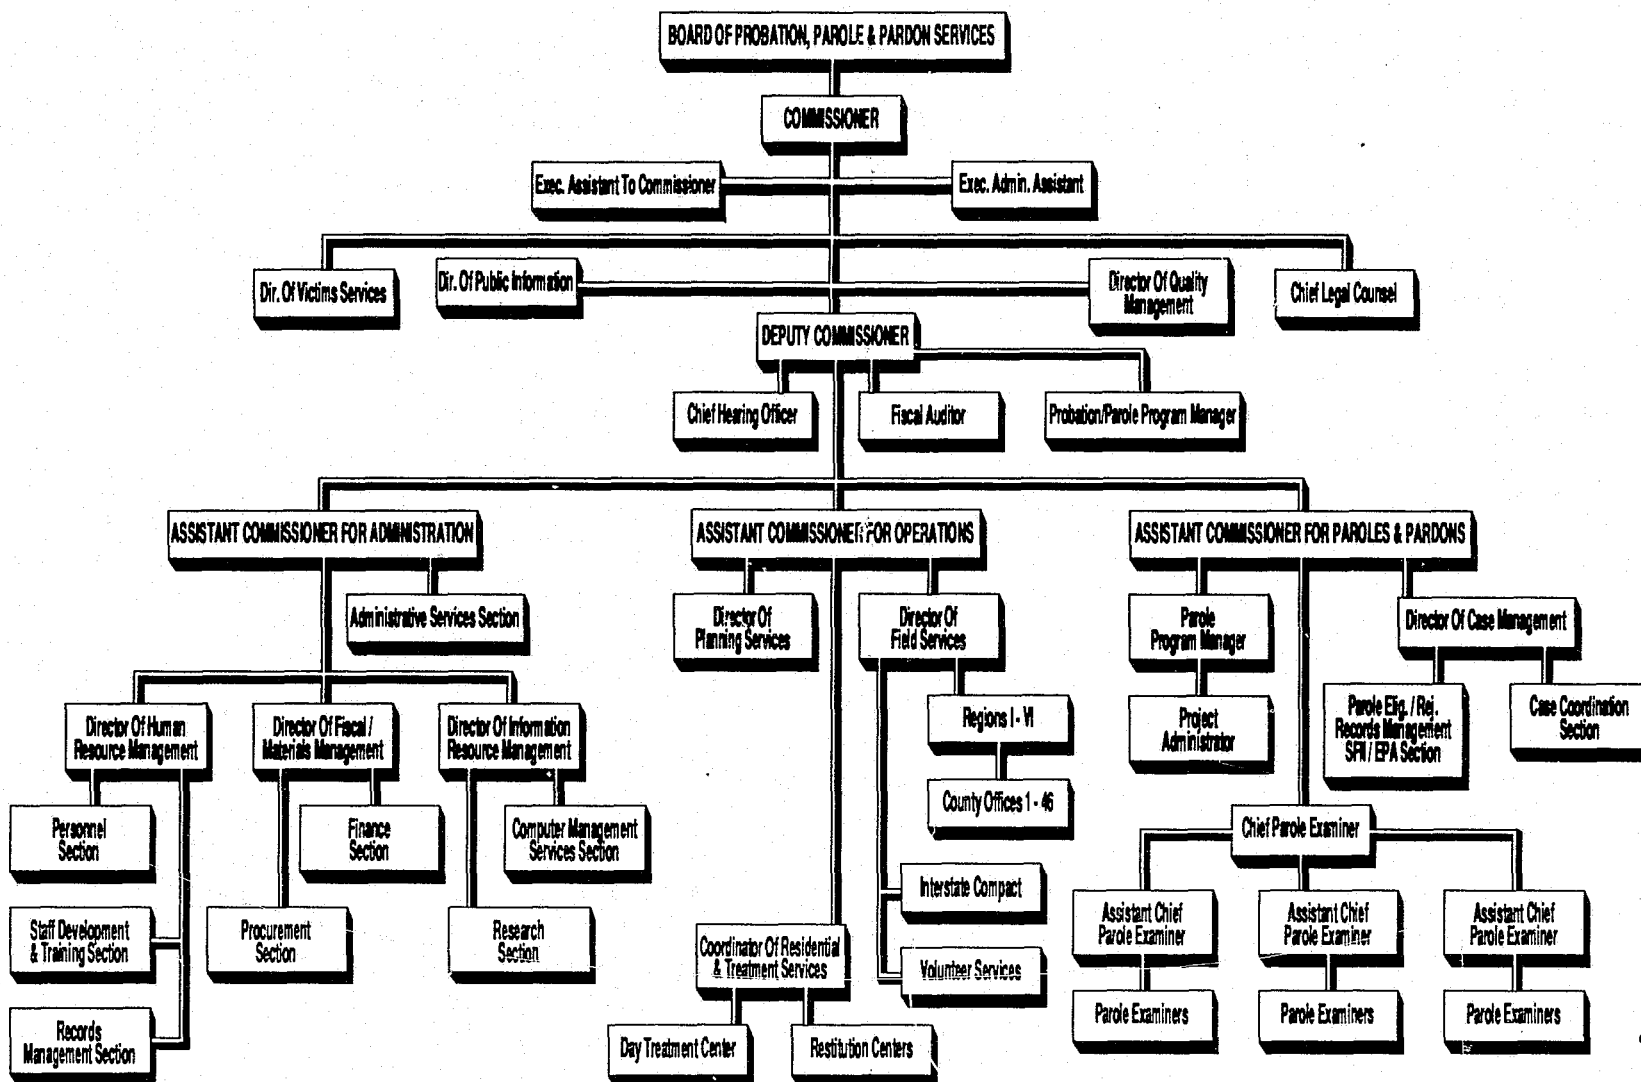 BOARD OF PROBATION, PAROLE & PARDON SERVICES
COMMISSIONER
Exec. Assistant To Commissioner
Exec. Admin. Assistant
Dir. Of Victims Services
Dir. Of Public Information
Director Of Quality
Management
Chief Legal Counsel
DEPUTY COMMISSIONER
Chief Hearing Officer
Fiscal Auditor
Probation/Parole Program Manager
ASSISTANT COMMISSIONER FOR ADMINISTRATION
ASSISTANT COMMISSIONER FOR OPERATIONS
ASSISTANT COMMISSIONER FOR PAROLES & PARDONS
Administrative Services Section
Director Of
Planning Services
Director Of
Field Services
Parole
Program Manager
Director Of Case Management
Director Of Human
Resource Management
Director Of Fiscal /
Materials Management
Director Of Information
Resource Management
Regions I - VI
Project
Administrator
Parole Elig. / Rej.
Records Management
SFII / EPA Section
Case Coordination
Section
County Offices 1 - 46
Personnel
Section
Finance
Section
Computer Management
Services Section
Chief Parole Examiner
Interstate Compact
Staff Development
& Training Section
Procurement
Section
Research
Section
Coordinator Of Residential
& Treatment Services
Volunteer Services
Assistant Chief
Parole Examiner
Assistant Chief
Parole Examiner
Assistant Chief
Parole Examiner
Records
Management Section
Day Treatment Center
Restitution Centers
Parole Examiners
Parole Examiners
Parole Examiners